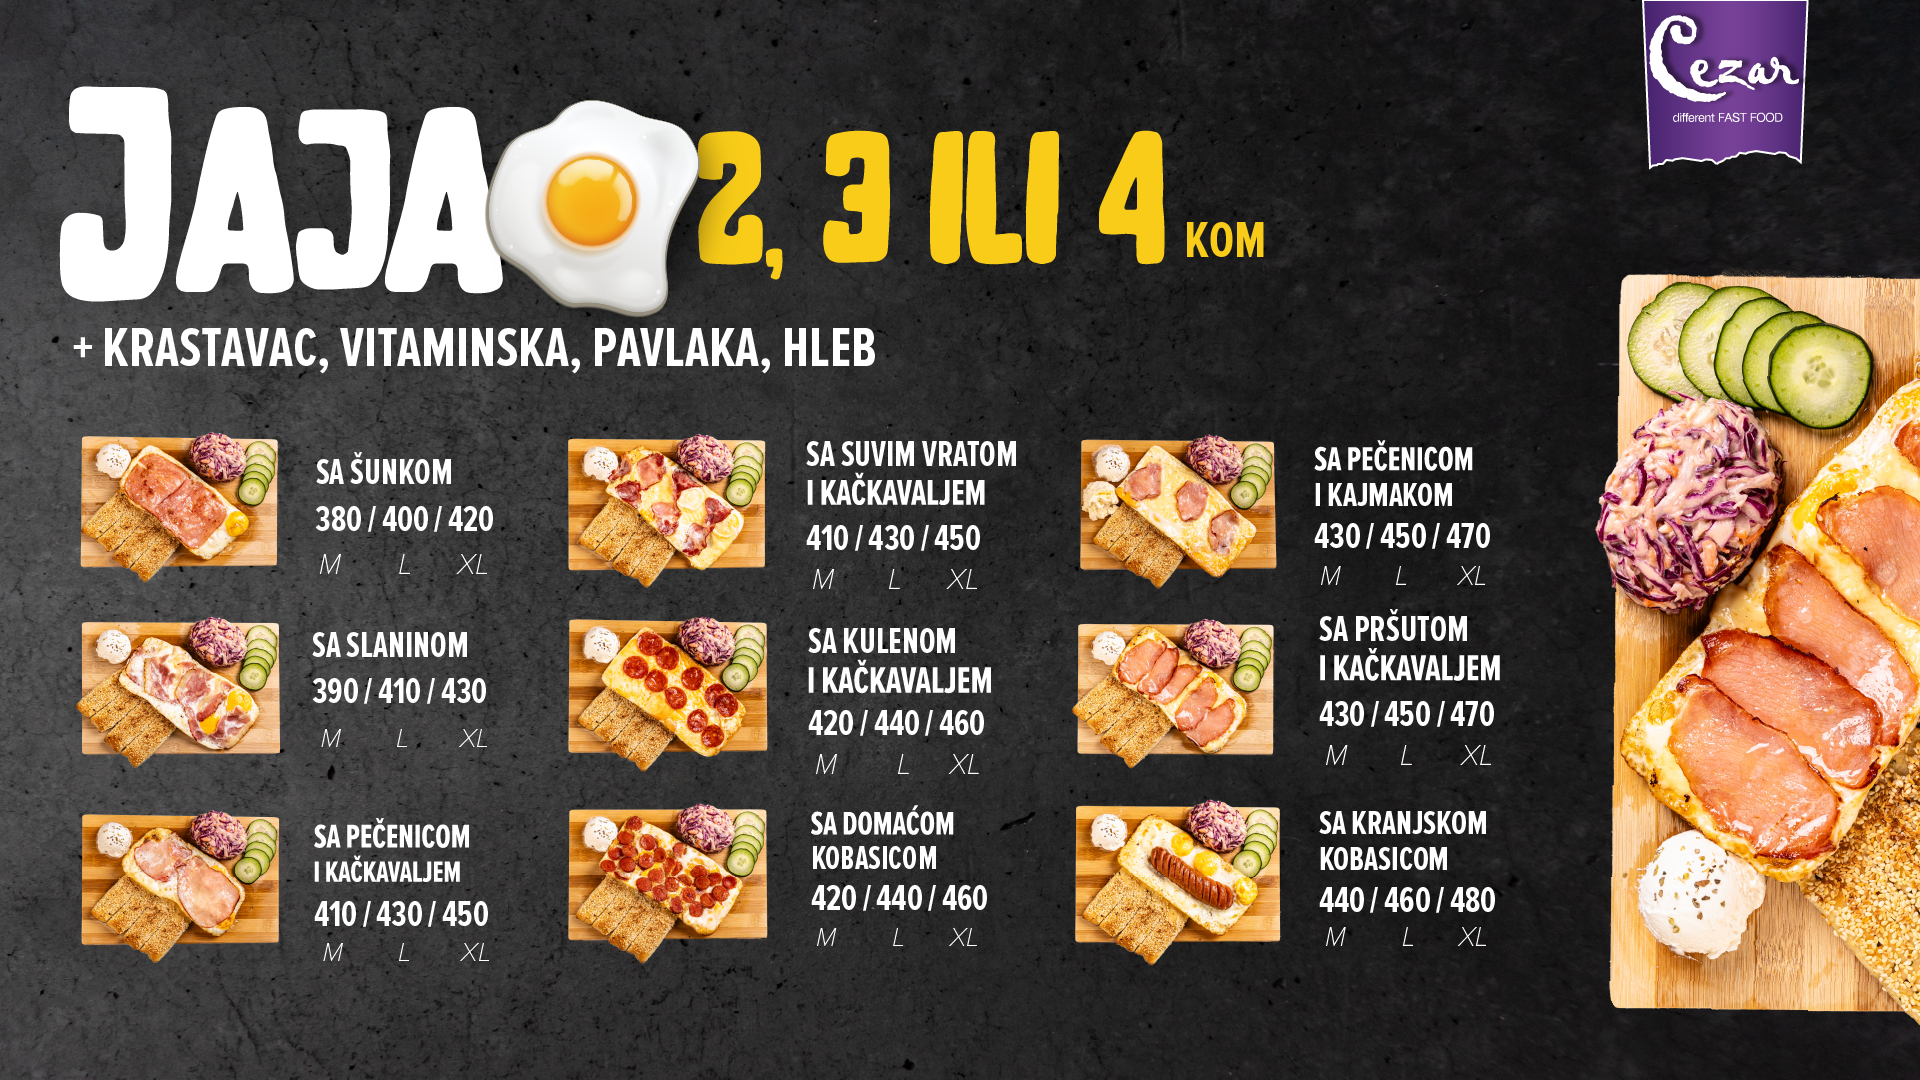 Cezar
different FAST FOOD
JAJA 2, 3 ILI 4 KOM
+ KRASTAVAC, VITAMINSKA, PAVLAKA, HLEB
SA ŠUNKOM
380 / 400 / 420
M L XL
SA SLANINOM
390 / 410 / 430
M L XL
SA PEČENICOM
I KAČKAVALJEM
410 / 430 / 450
M L XL
SA SUVIM VRATOM
I KAČKAVALJEM
410 / 430 / 450
M L XL
SA KULENOM
I KAČKAVALJEM
420 / 440 / 460
M L XL
SA DOMAĆOM
KOBASICOM
420 / 440 / 460
M L XL
SA PEČENICOM
I KAJMAKOM
430 / 450 / 470
M L XL
SA PRŠUTOM
I KAČKAVALJEM
430 / 450 / 470
M L XL
SA KRANJSKOM
KOBASICOM
440 / 460 / 480
M L XL